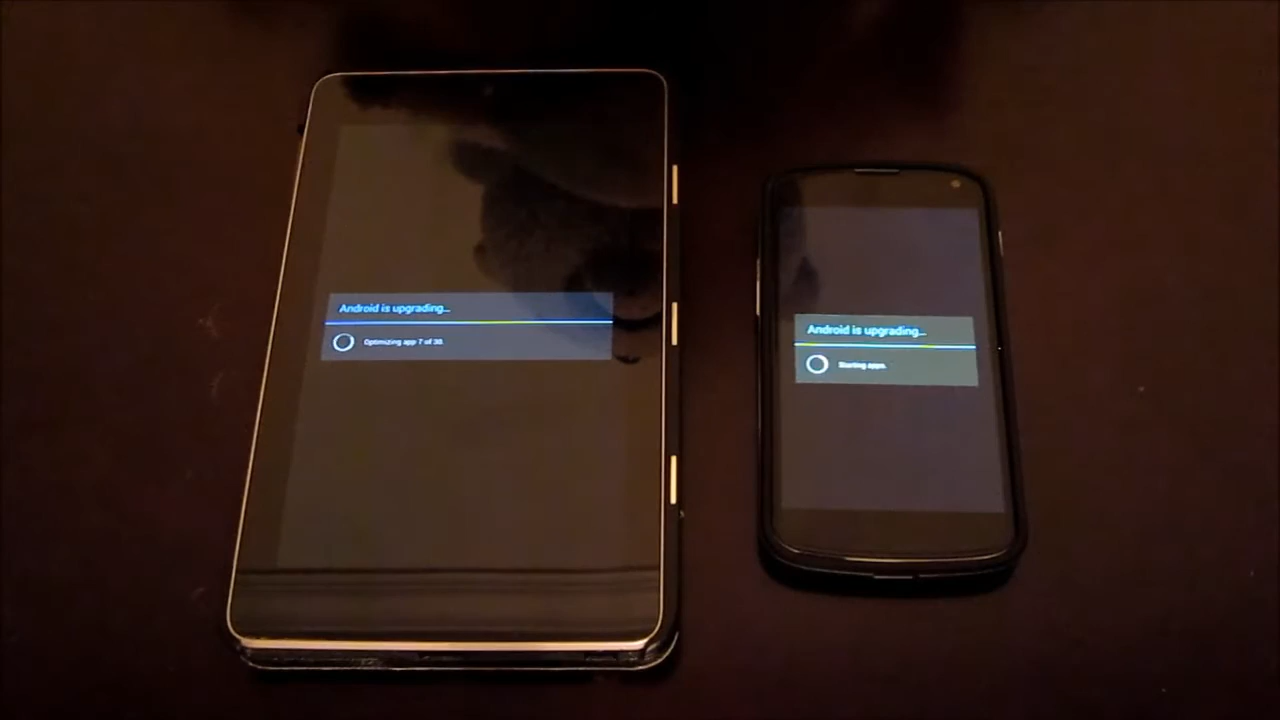 Android is upgrading...
Optimizing app 7 of 30.
Android is upgrading...
Starting apps.